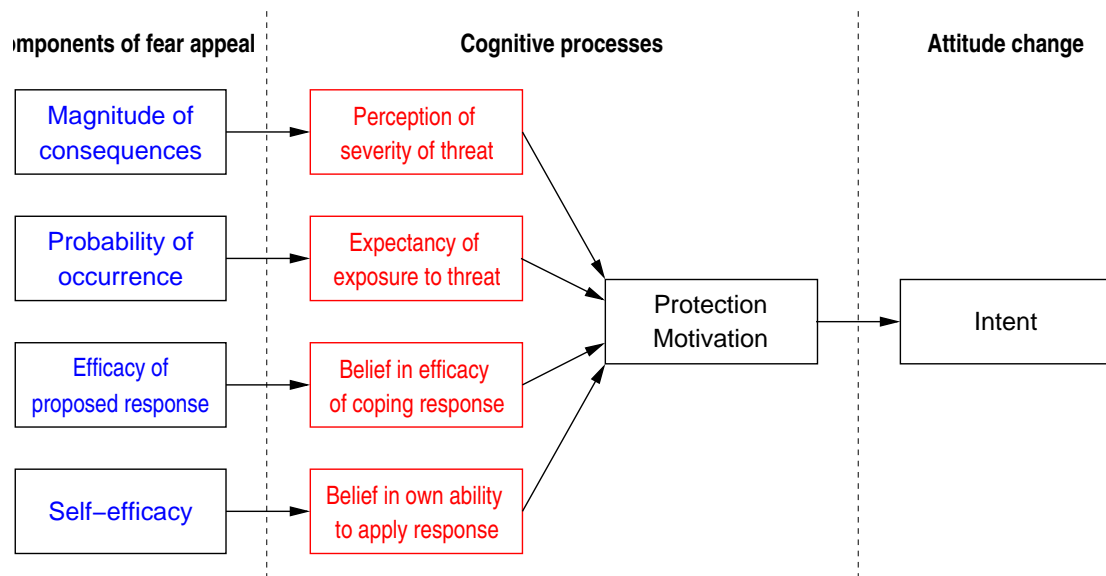 omponents of fear appeal
Cognitive processes
Attitude change
Magnitude of
consequences
Perception of
severity of threat
Probability of
occurrence
Expectancy of
exposure to threat
Protection
Motivation
Intent
Efficacy of
proposed response
Belief in efficacy
of coping response
Self−efficacy
Belief in own ability
to apply response